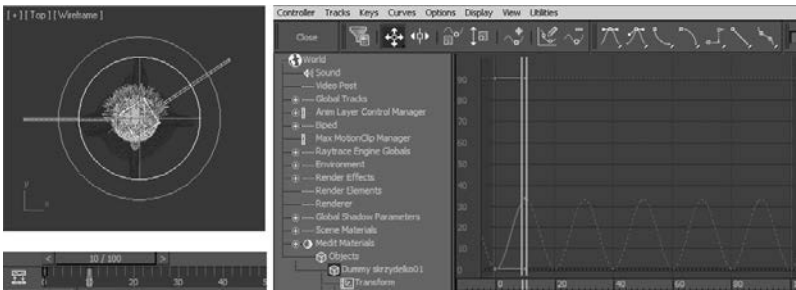 [ + ] [ Top ] [ Wireframe ]
y
x
< 10 / 100 >
0 10 20 30 40 50
Controller Tracks Keys Curves Options Display View Utilities
Close
World
Sound
Video Post
Global Tracks
Anim Layer Control Manager
Biped
Max MotionClip Manager
Raytrace Engine Globals
Environment
Render Effects
Render Elements
Renderer
Global Shadow Parameters
Scene Materials
Medit Materials
Objects
Dummy skrzydelko01
Transform
90
80
70
60
50
40
30
20
10
0
0 20 40 60 80